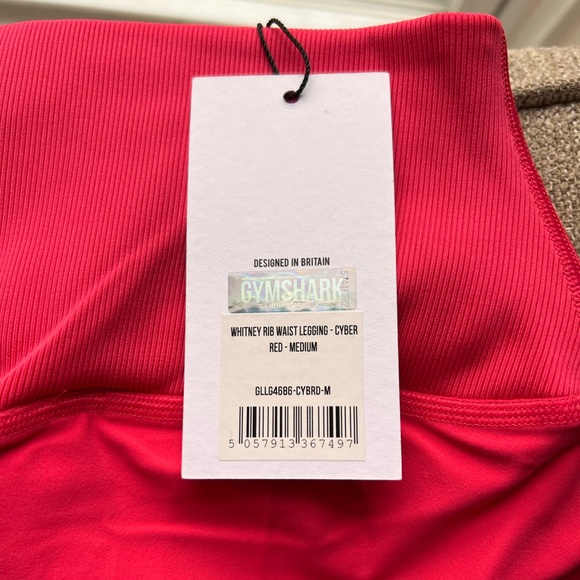 DESIGNED IN BRITAIN
GYMSHARK
WHITNEY RIB WAIST LEGGING - CYBER
RED - MEDIUM
GLLG4686-CYBRD-M
5 057913 367497